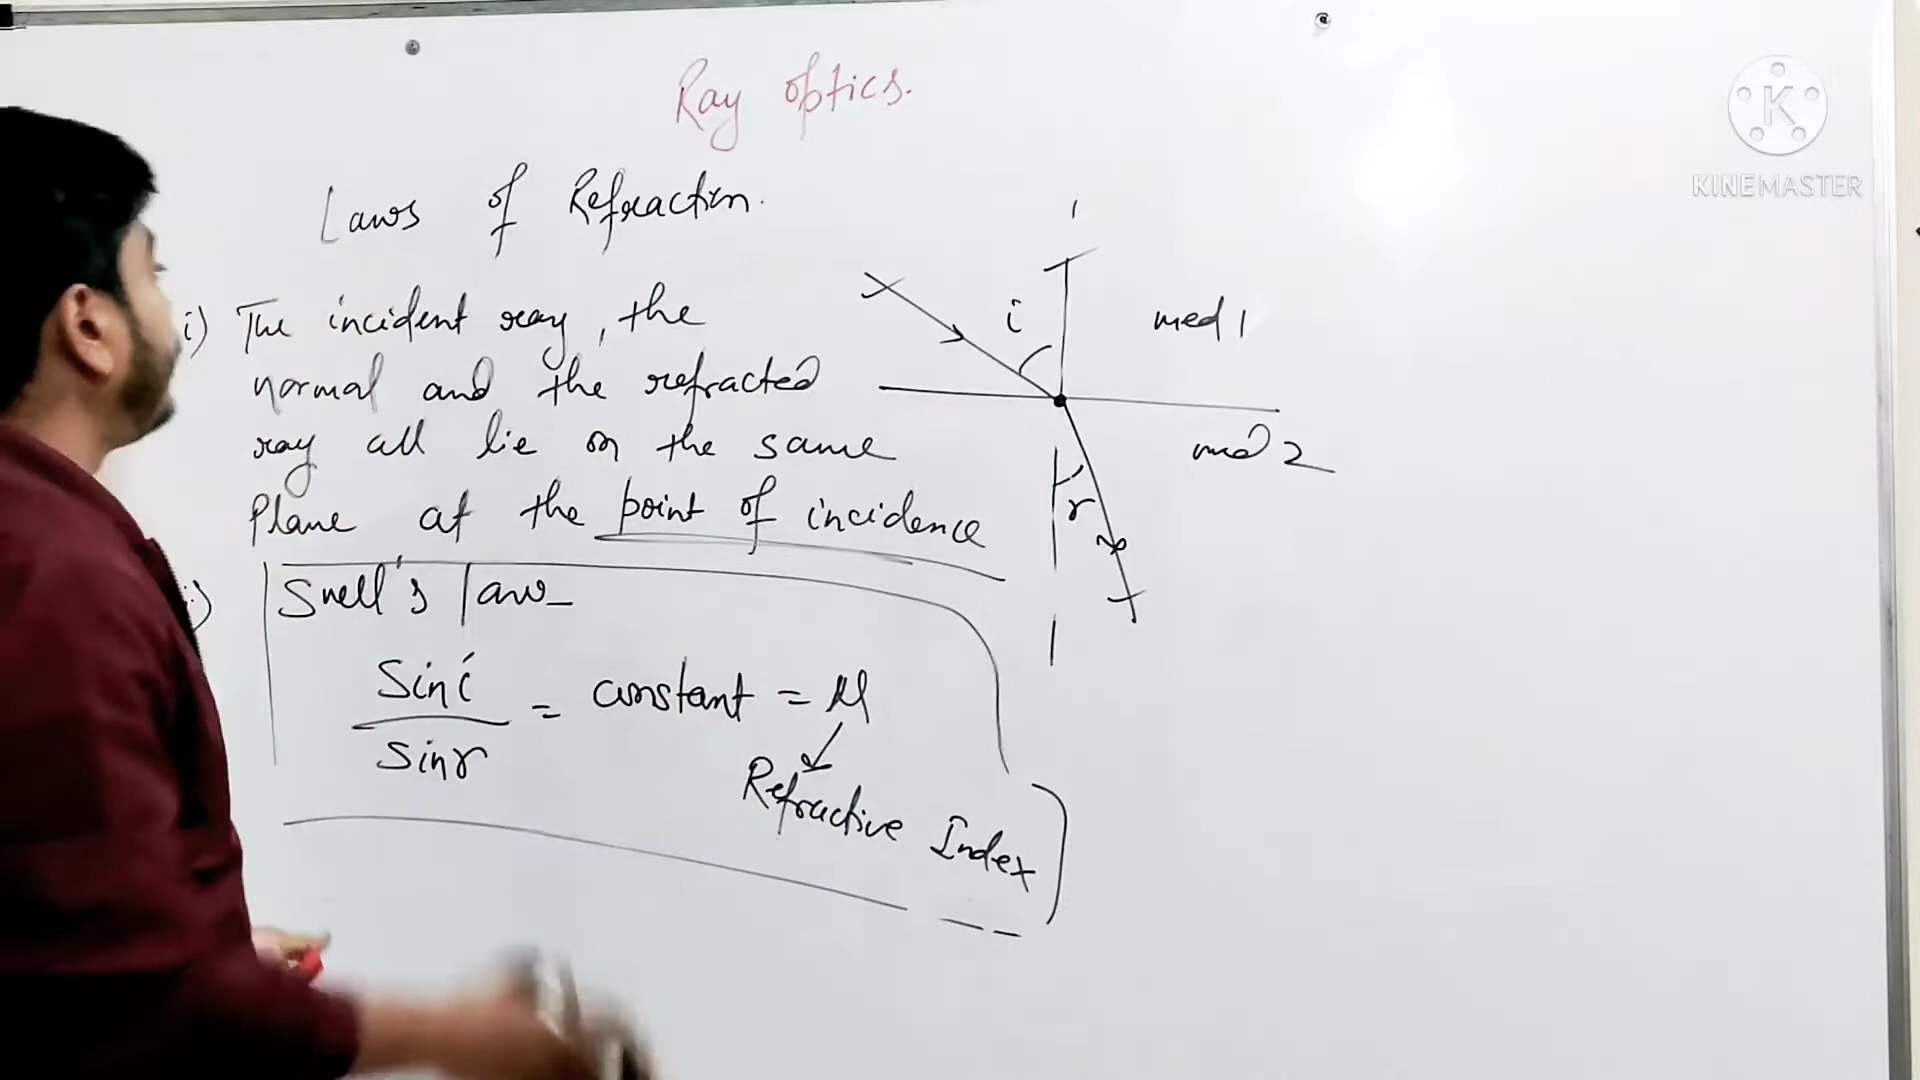 Ray optics.
Laws of Refraction.
i) The incident ray, the
normal and the refracted
ray all lie on the same
Plane at the point of incidence
Snell's law
Sin i
sin r
= constant = μ
Refractive Index
i
med 1
med 2
r
K
KINEMASTER